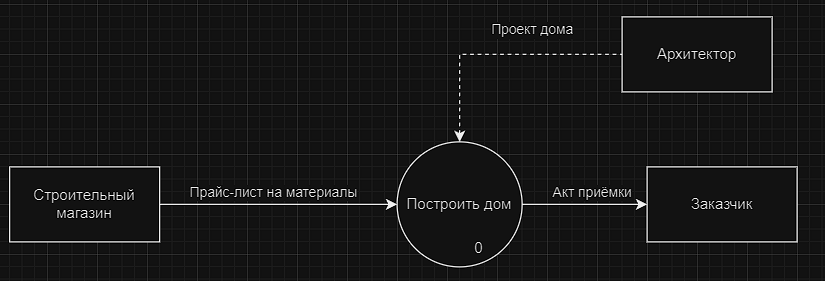 Проект дома
Архитектор
Строительный
магазин
Прайс-лист на материалы
Построить дом
0
Акт приёмки
Заказчик